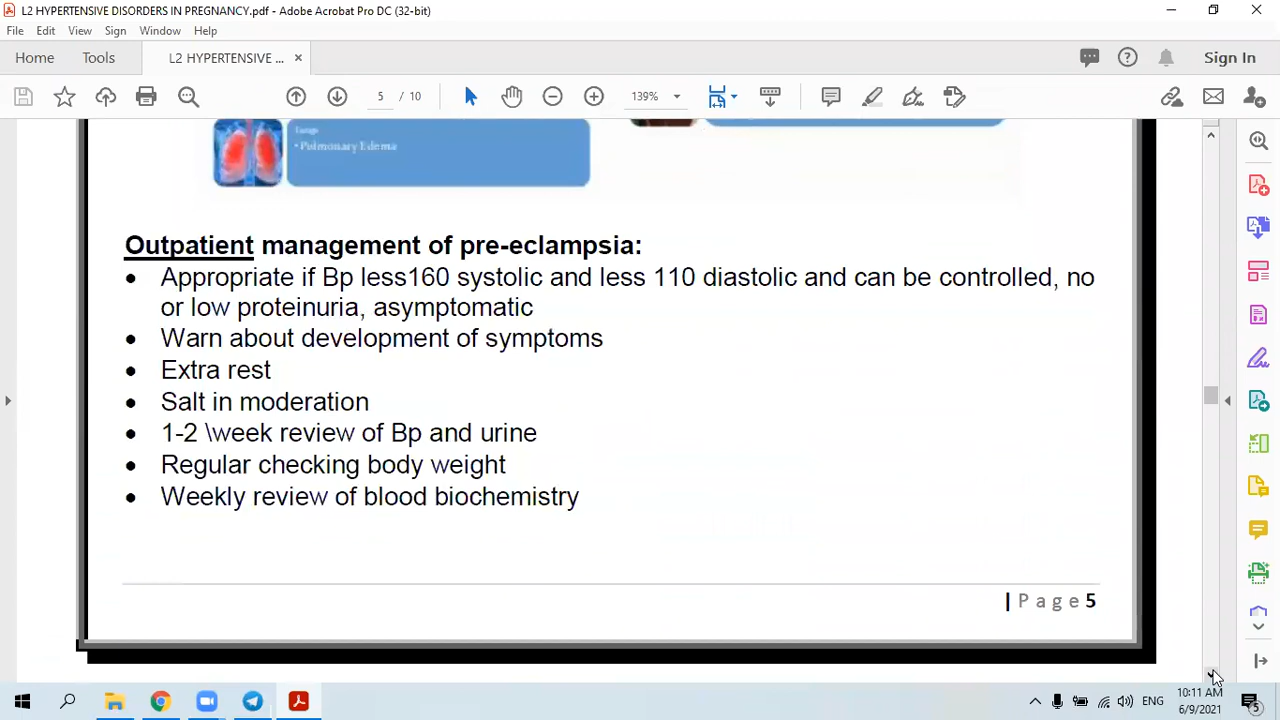 L2 HYPERTENSIVE DISORDERS IN PREGNANCY.pdf - Adobe Acrobat Pro DC (32-bit)
File Edit View Sign Window Help
Home Tools L2 HYPERTENSIVE ... × Sign In
5 / 10 139%
Lungs
• Pulmonary Edema
Outpatient management of pre-eclampsia:
• Appropriate if Bp less160 systolic and less 110 diastolic and can be controlled, no
or low proteinuria, asymptomatic
• Warn about development of symptoms
• Extra rest
• Salt in moderation
• 1-2 \week review of Bp and urine
• Regular checking body weight
• Weekly review of blood biochemistry
| Page 5
ENG 10:11 AM
6/9/2021 5